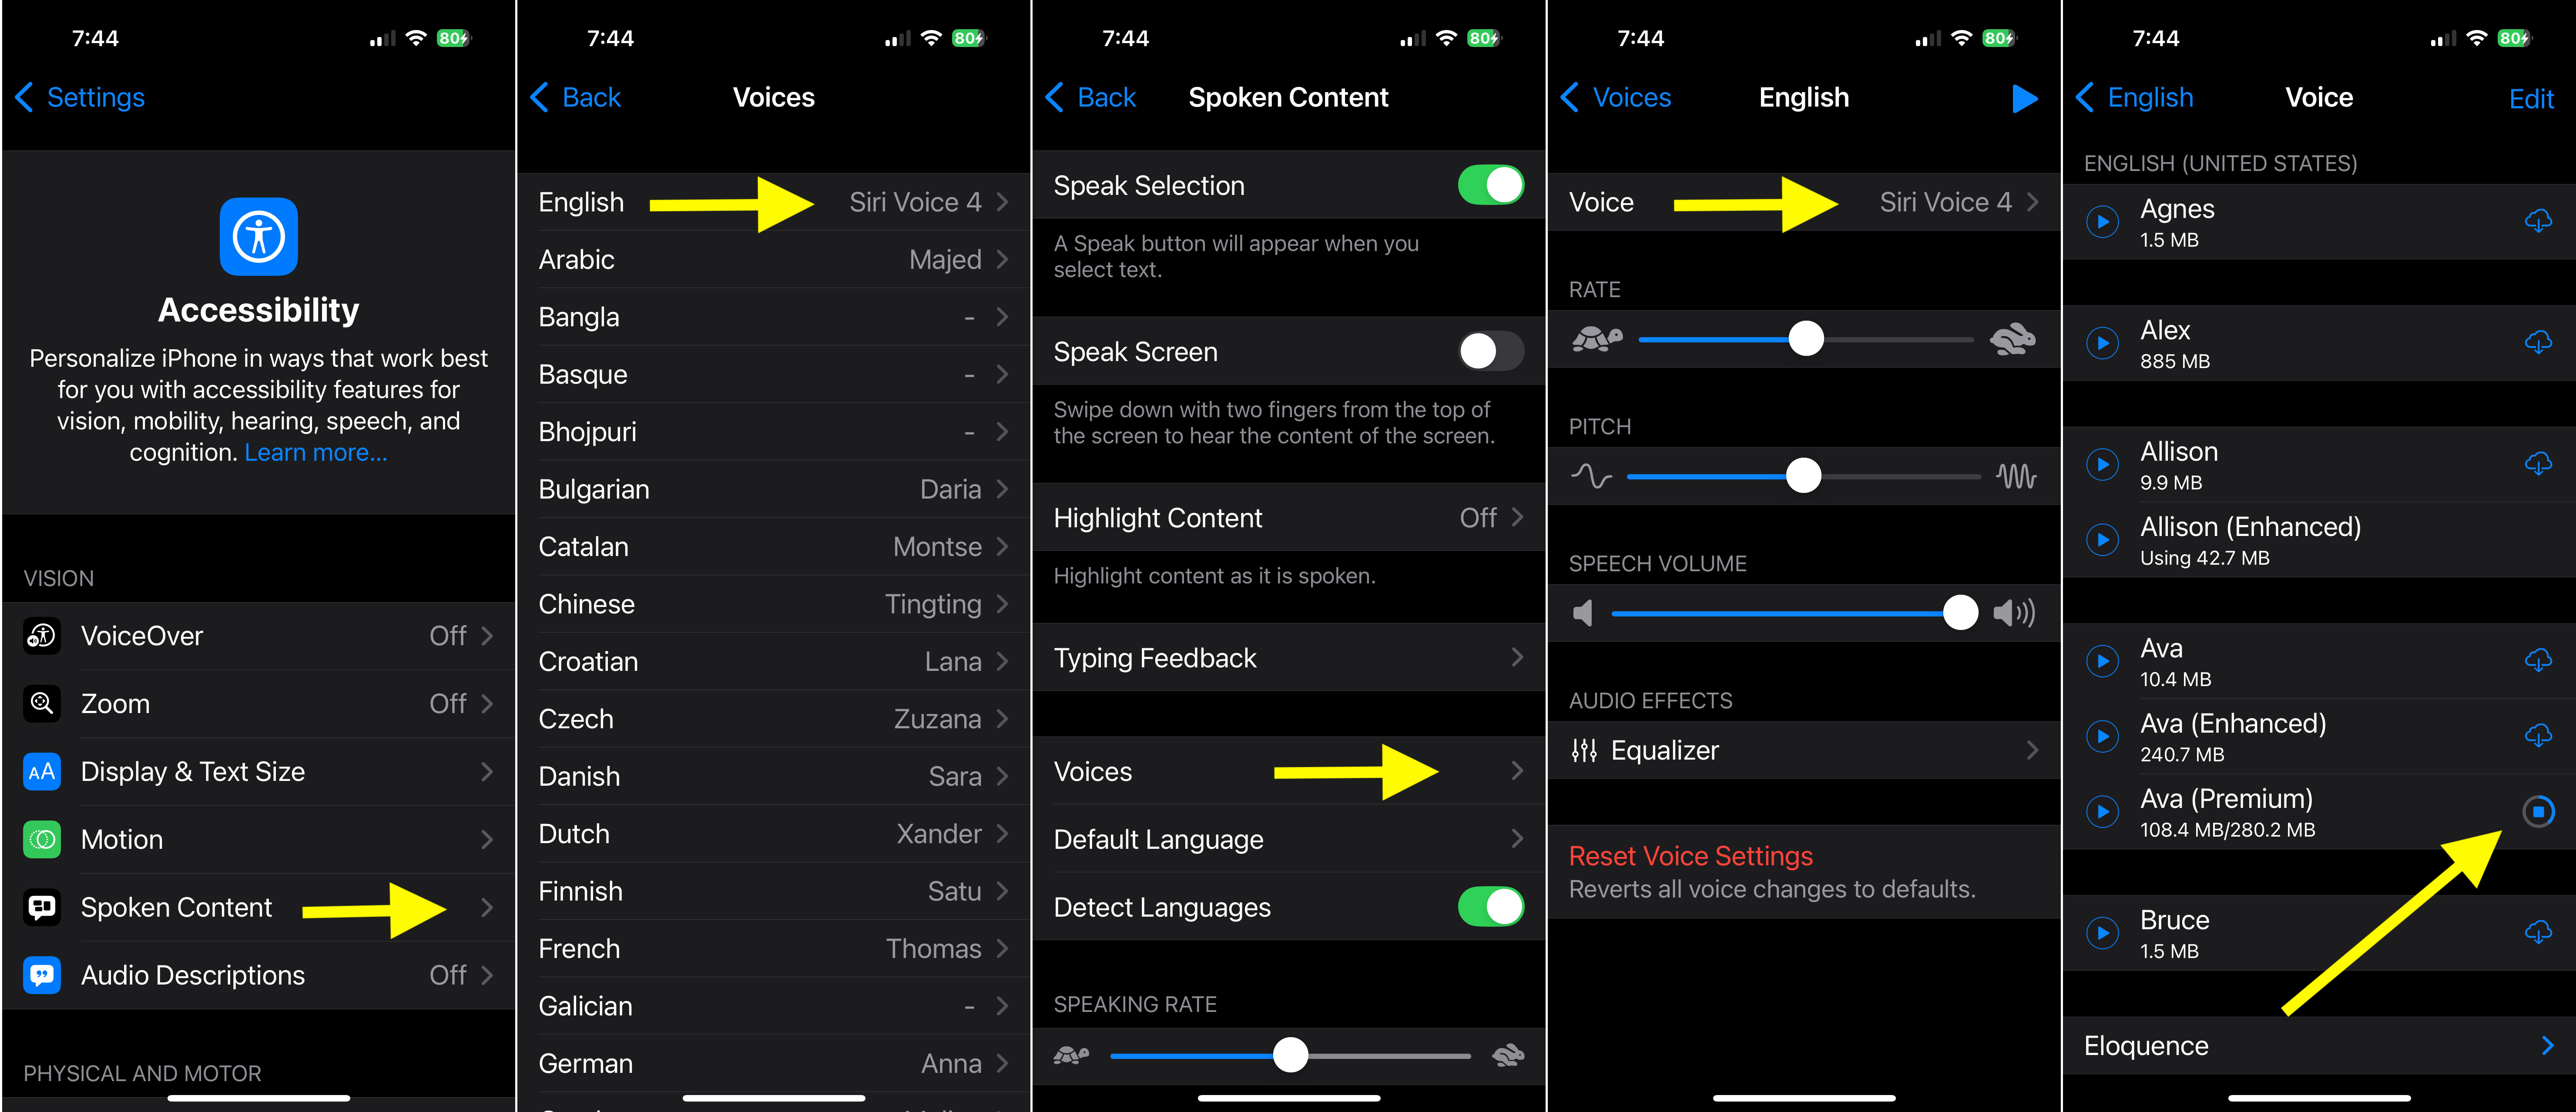 7:44
80
Settings
Accessibility
Personalize iPhone in ways that work best
for you with accessibility features for
vision, mobility, hearing, speech, and
cognition. Learn more...
VISION
VoiceOver Off
Zoom Off
AA Display & Text Size
Motion
Spoken Content
Audio Descriptions Off
PHYSICAL AND MOTOR
7:44
80
Back Voices
English Siri Voice 4
Arabic Majed
Bangla -
Basque -
Bhojpuri -
Bulgarian Daria
Catalan Montse
Chinese Tingting
Croatian Lana
Czech Zuzana
Danish Sara
Dutch Xander
Finnish Satu
French Thomas
Galician -
German Anna
7:44
80
Back Spoken Content
Speak Selection
A Speak button will appear when you
select text.
Speak Screen
Swipe down with two fingers from the top of
the screen to hear the content of the screen.
Highlight Content Off
Highlight content as it is spoken.
Typing Feedback
Voices
Default Language
Detect Languages
SPEAKING RATE
7:44
80
Voices English
Voice Siri Voice 4
RATE
PITCH
SPEECH VOLUME
AUDIO EFFECTS
Equalizer
Reset Voice Settings
Reverts all voice changes to defaults.
7:44
80
English Voice Edit
ENGLISH (UNITED STATES)
Agnes
1.5 MB
Alex
885 MB
Allison
9.9 MB
Allison (Enhanced)
Using 42.7 MB
Ava
10.4 MB
Ava (Enhanced)
240.7 MB
Ava (Premium)
108.4 MB/280.2 MB
Bruce
1.5 MB
Eloquence